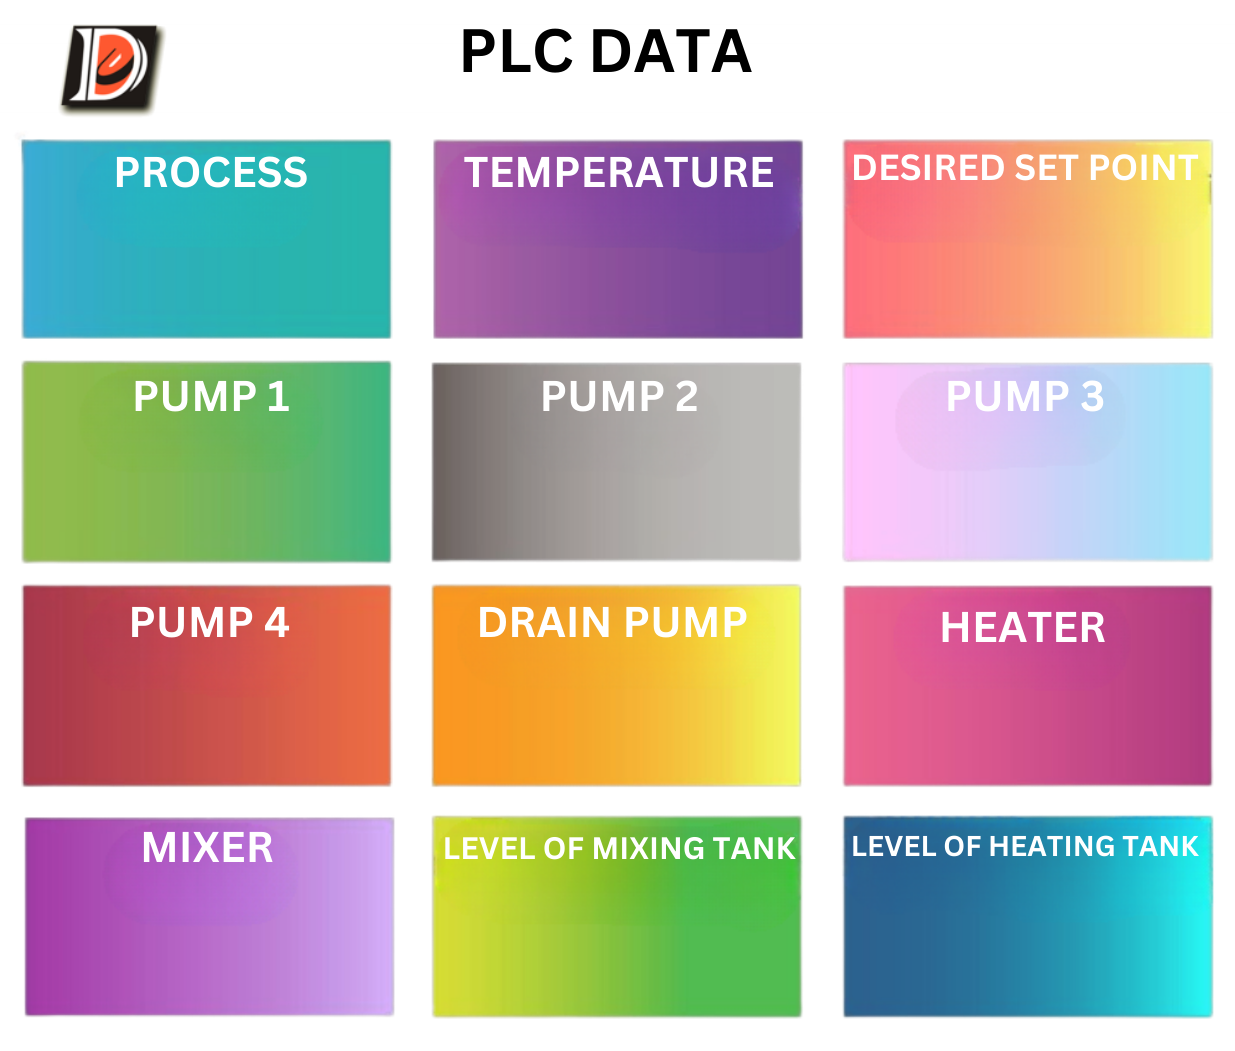 PLC DATA
PROCESS
TEMPERATURE
DESIRED SET POINT
PUMP 1
PUMP 2
PUMP 3
PUMP 4
DRAIN PUMP
HEATER
MIXER
LEVEL OF MIXING TANK
LEVEL OF HEATING TANK